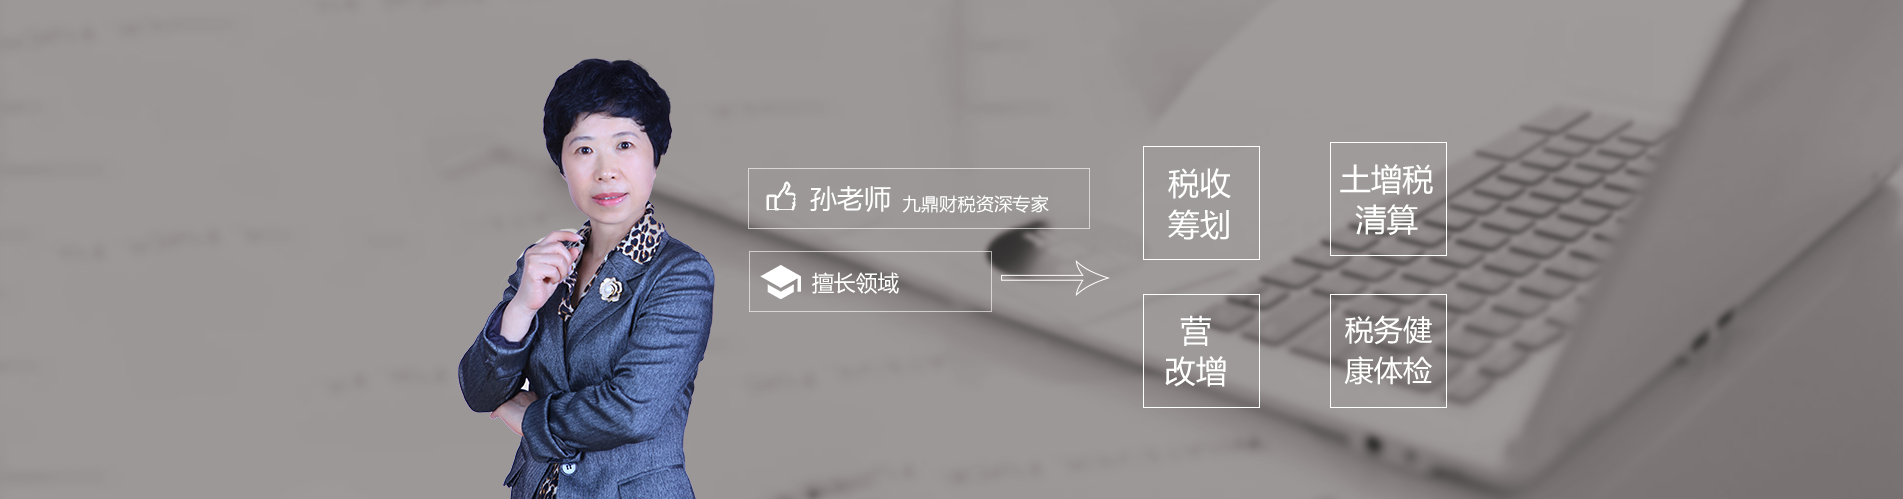 孙老师 九鼎财税资深专家
擅长领域
税收
筹划
土增税
清算
营
改增
税务健
康体检